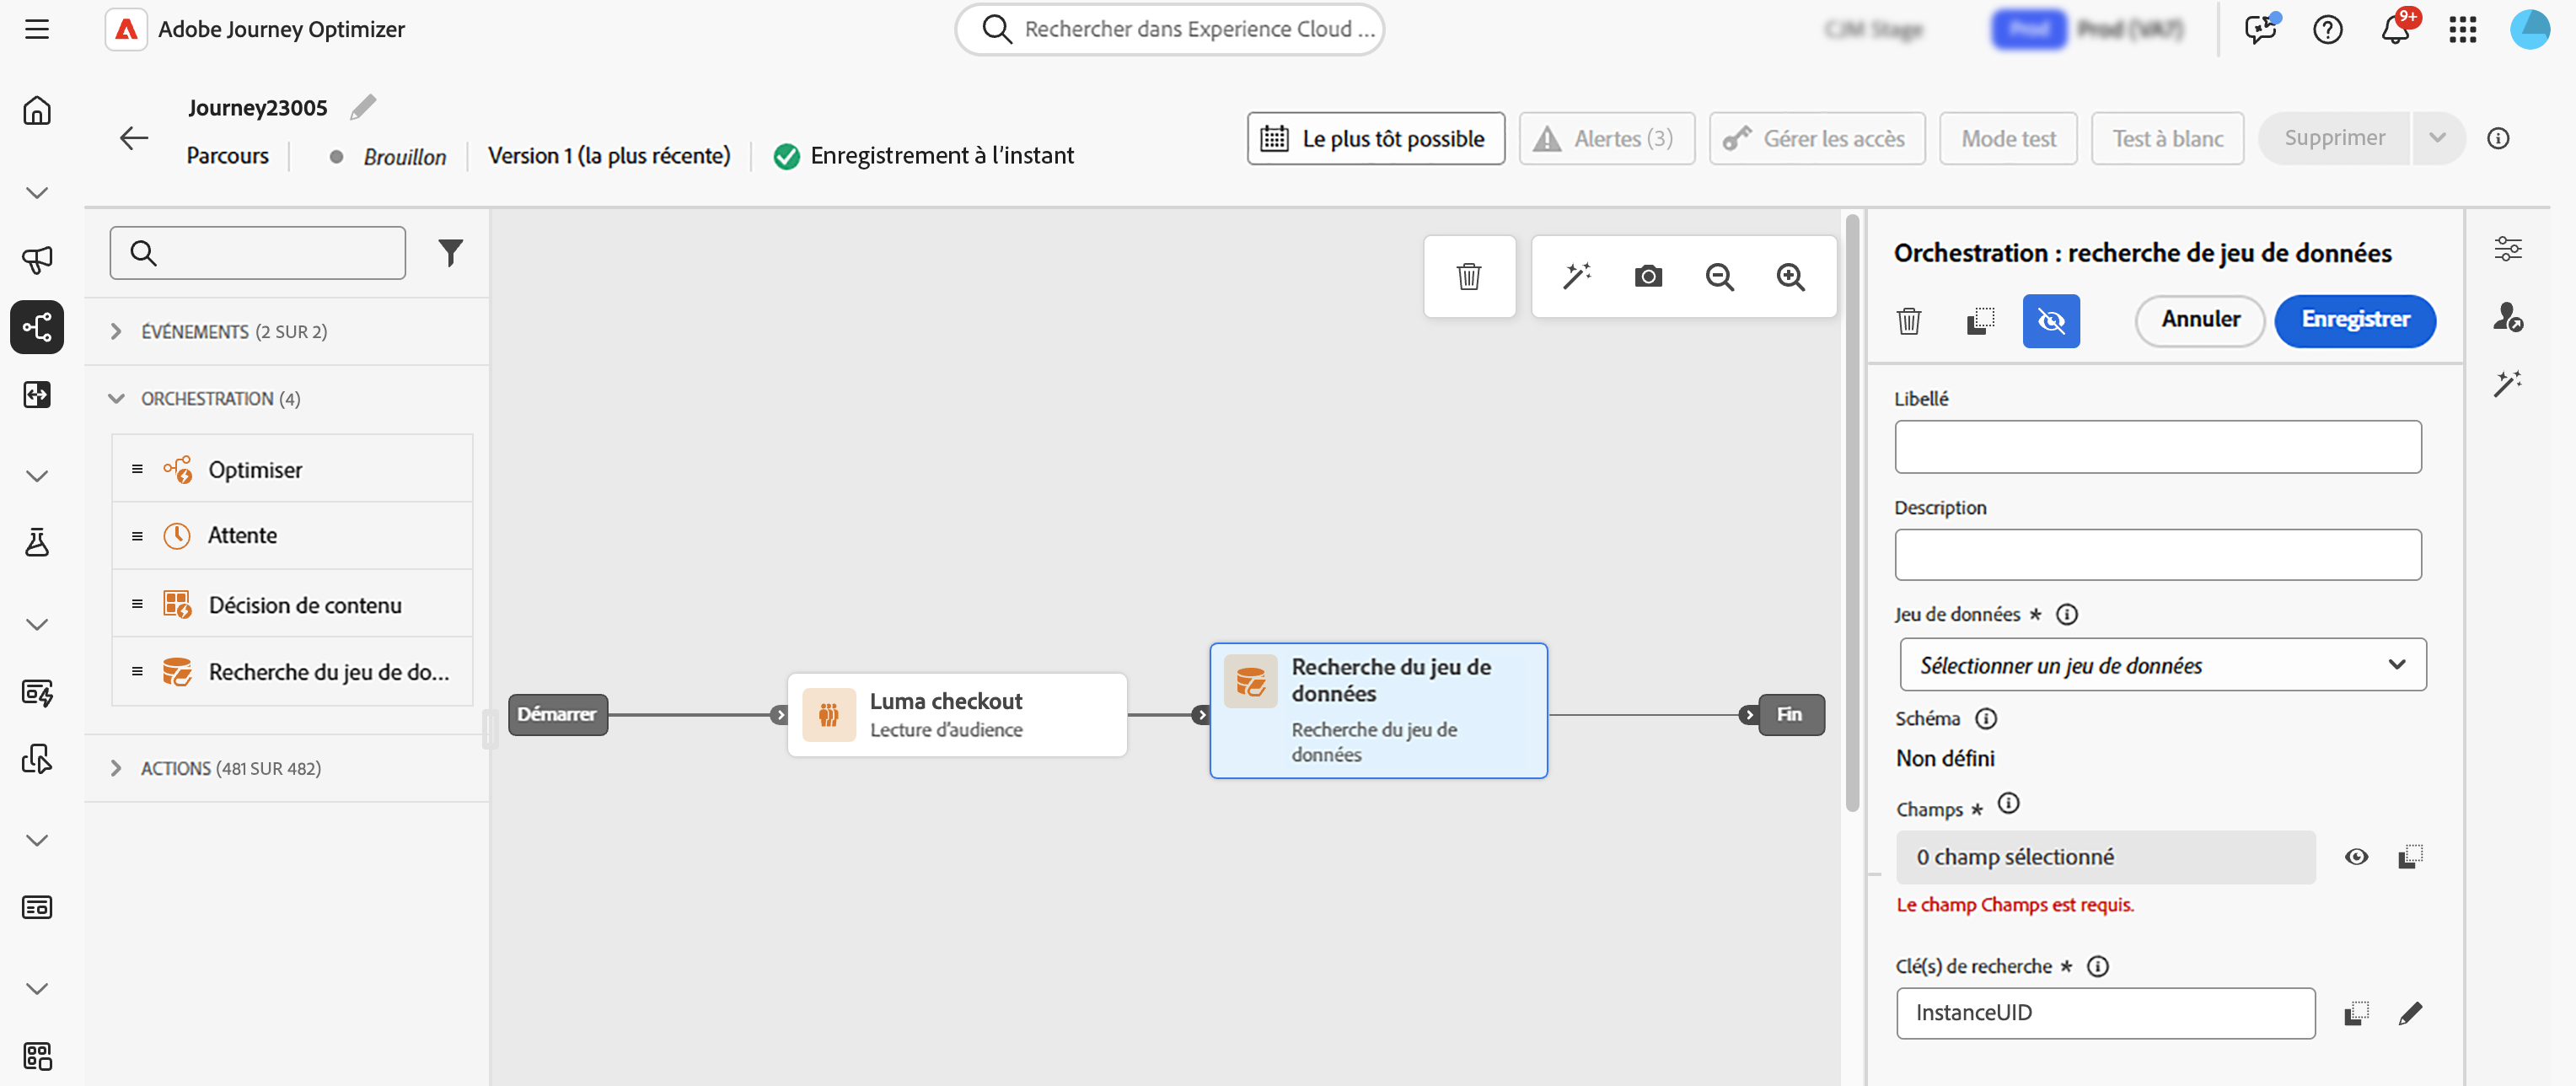 Adobe Journey Optimizer
Rechercher dans Experience Cloud ...
CJM Stage
Prod
Prod (VA7)
9+
Journey23005
Parcours
Brouillon
Version 1 (la plus récente)
Enregistrement à l’instant
Le plus tôt possible
Alertes (3)
Gérer les accès
Mode test
Test à blanc
Supprimer
ÉVÉNEMENTS (2 SUR 2)
ORCHESTRATION (4)
Optimiser
Attente
Décision de contenu
Recherche du jeu de do...
ACTIONS (481 SUR 482)
Démarrer
Luma checkout
Lecture d’audience
Recherche du jeu de
données
Recherche du jeu de
données
Fin
Orchestration : recherche de jeu de données
Annuler
Enregistrer
Libellé
Description
Jeu de données *
Sélectionner un jeu de données
Schéma
Non défini
Champs *
0 champ sélectionné
Le champ Champs est requis.
Clé(s) de recherche *
InstanceUID